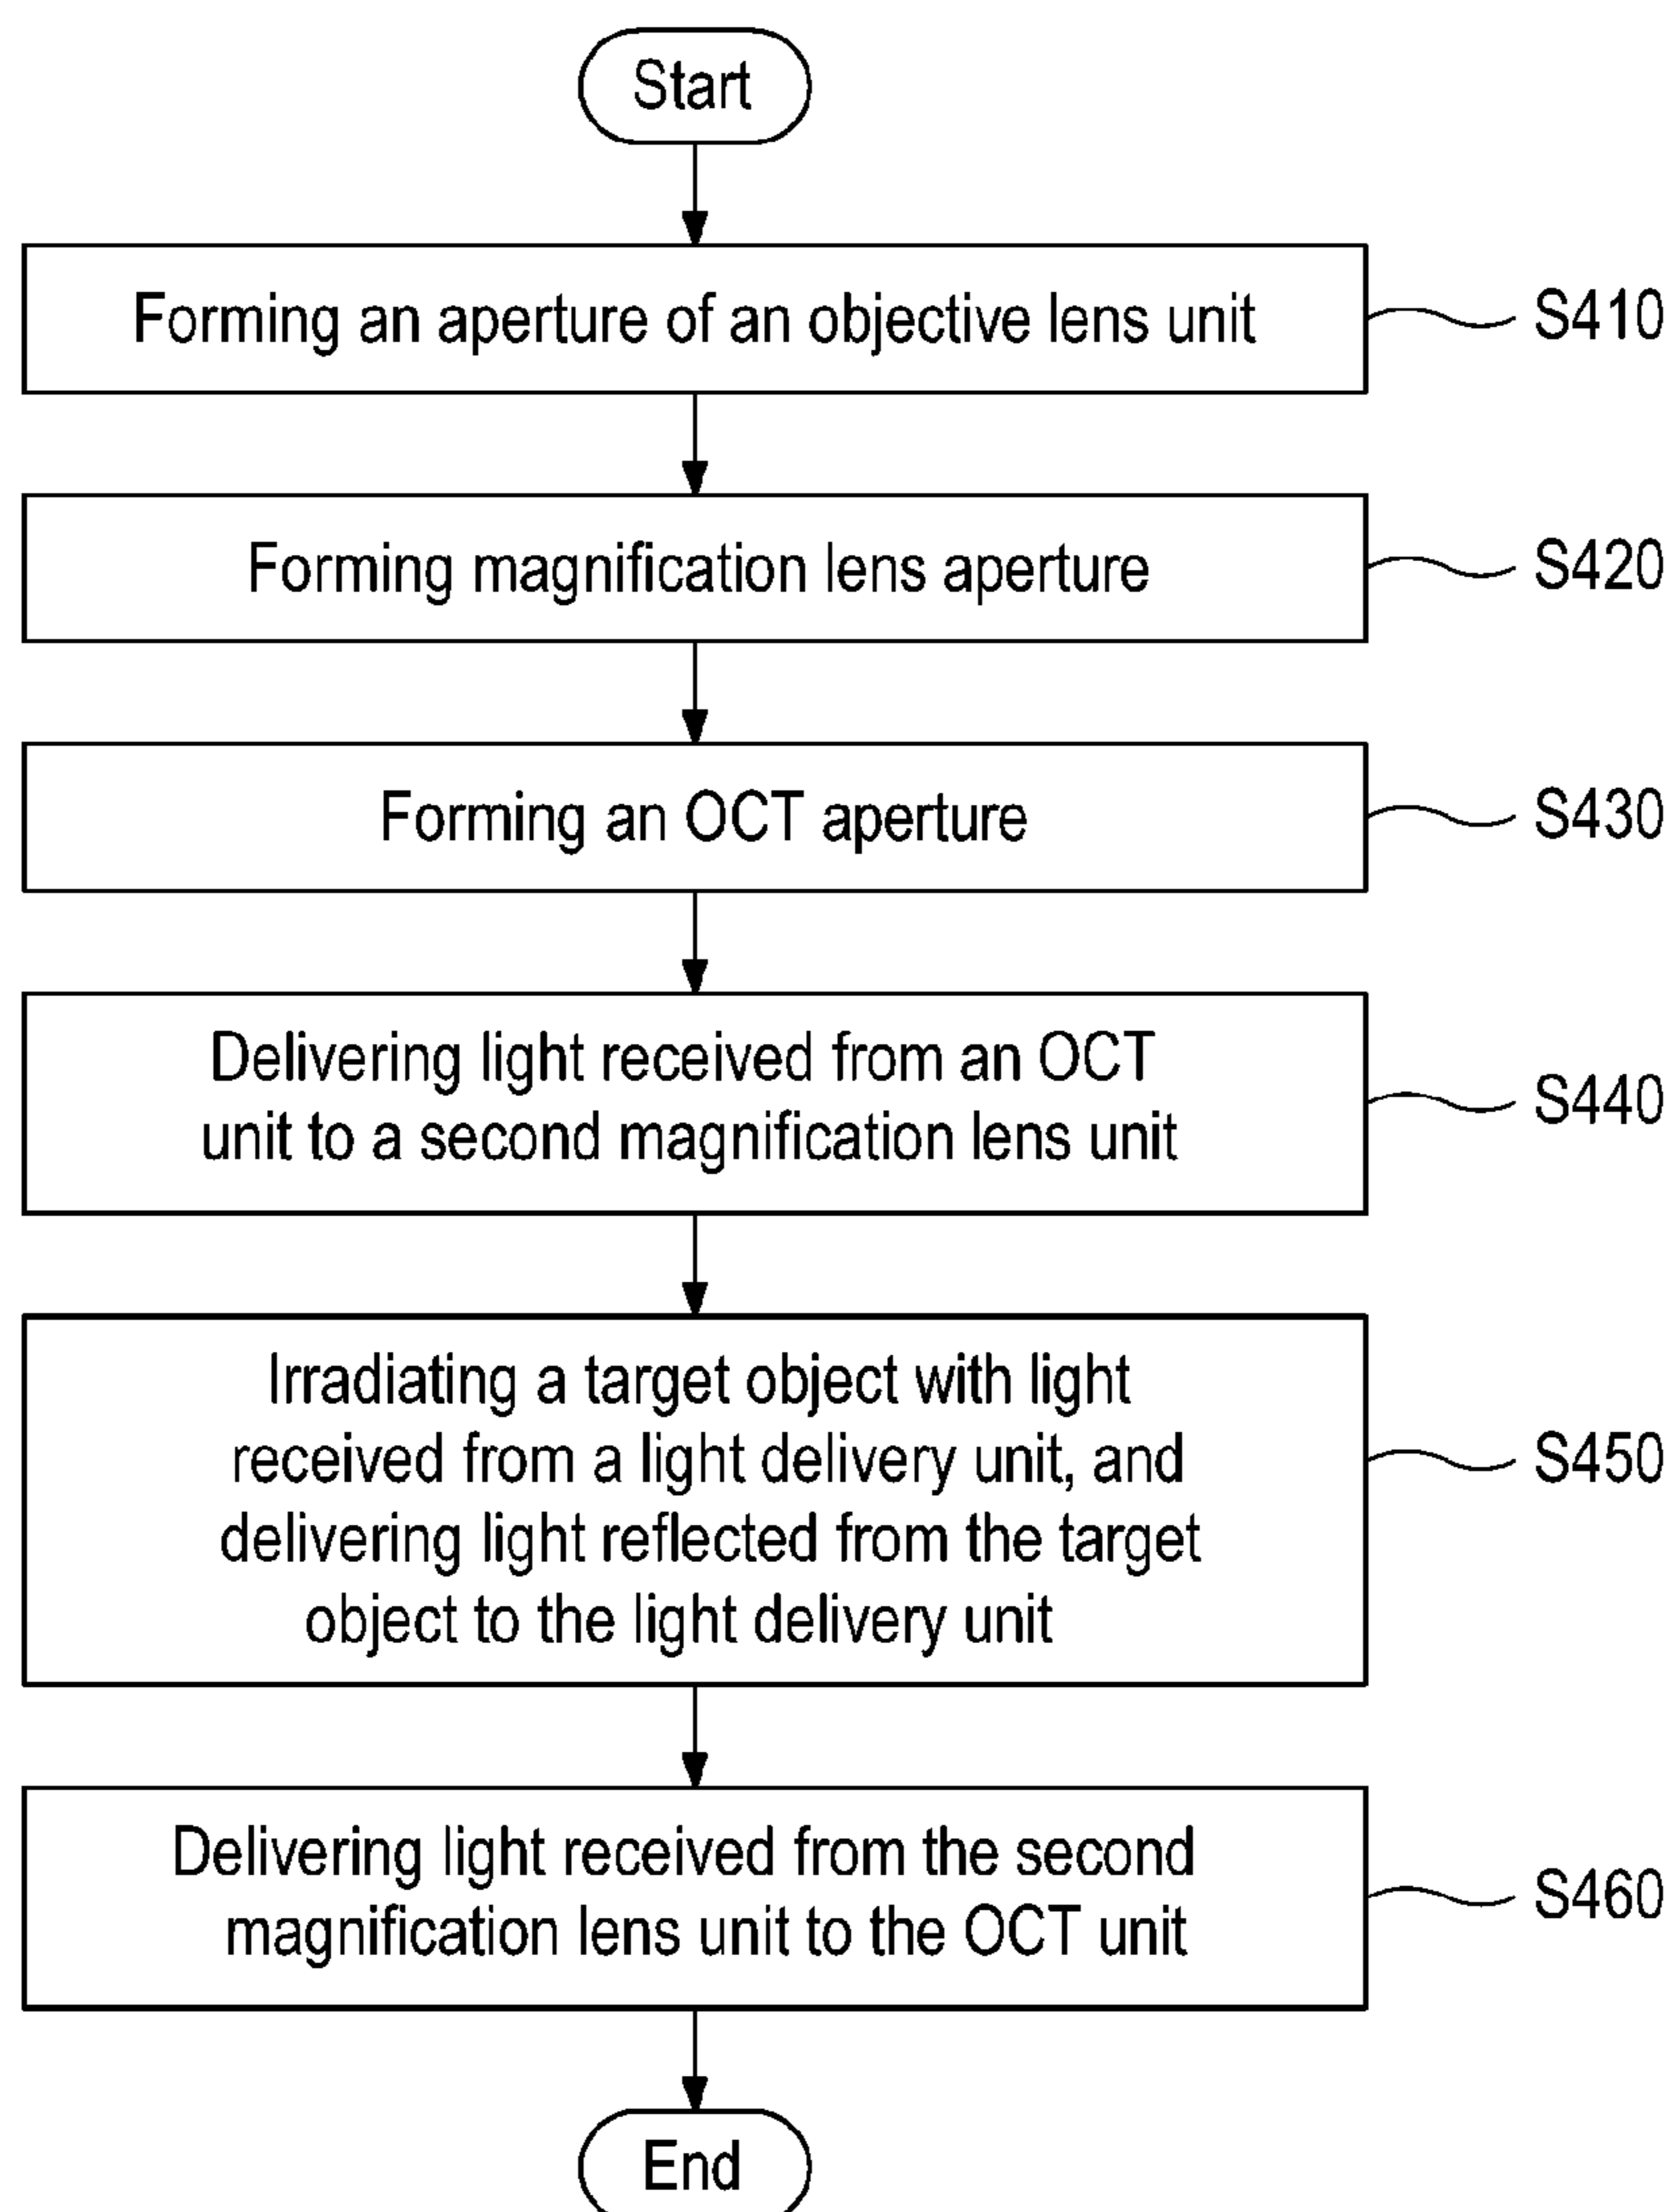 Start
Forming an aperture of an objective lens unit
S410
Forming magnification lens aperture
S420
Forming an OCT aperture
S430
Delivering light received from an OCT
unit to a second magnification lens unit
S440
Irradiating a target object with light
received from a light delivery unit, and
delivering light reflected from the target
object to the light delivery unit
S450
Delivering light received from the second
magnification lens unit to the OCT unit
S460
End